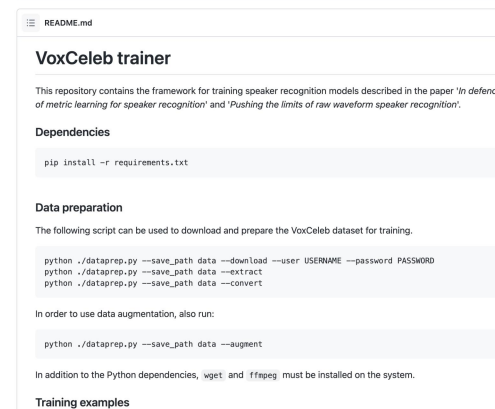 README.md
VoxCeleb trainer
This repository contains the framework for training speaker recognition models described in the paper 'In defenc
of metric learning for speaker recognition' and 'Pushing the limits of raw waveform speaker recognition'.
Dependencies
pip install -r requirements.txt
Data preparation
The following script can be used to download and prepare the VoxCeleb dataset for training.
python ./dataprep.py --save_path data --download --user USERNAME --password PASSWORD
python ./dataprep.py --save_path data --extract
python ./dataprep.py --save_path data --convert
In order to use data augmentation, also run:
python ./dataprep.py --save_path data --augment
In addition to the Python dependencies, wget and ffmpeg must be installed on the system.
Training examples